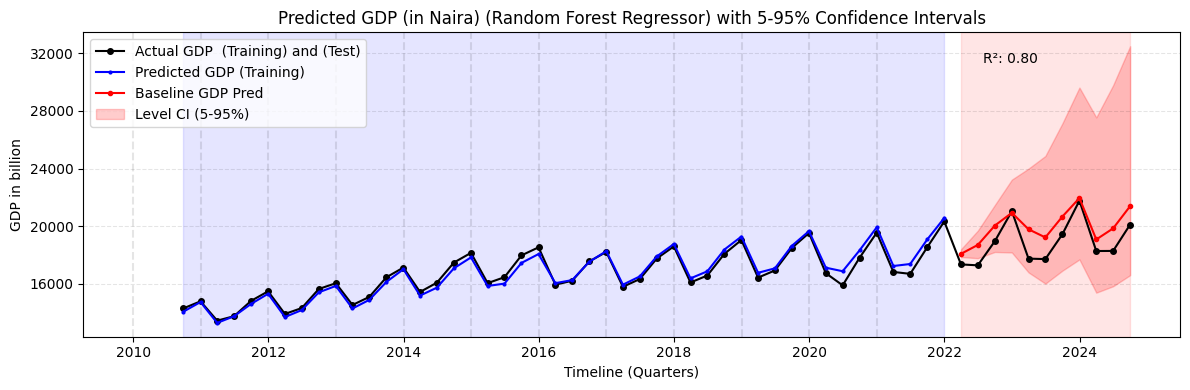 Predicted GDP (in Naira) (Random Forest Regressor) with 5-95% Confidence Intervals
Actual GDP  (Training) and (Test)
Predicted GDP (Training)
Baseline GDP Pred
Level CI (5-95%)
R²: 0.80
GDP in billion
32000
28000
24000
20000
16000
2010 2012 2014 2016 2018 2020 2022 2024
Timeline (Quarters)